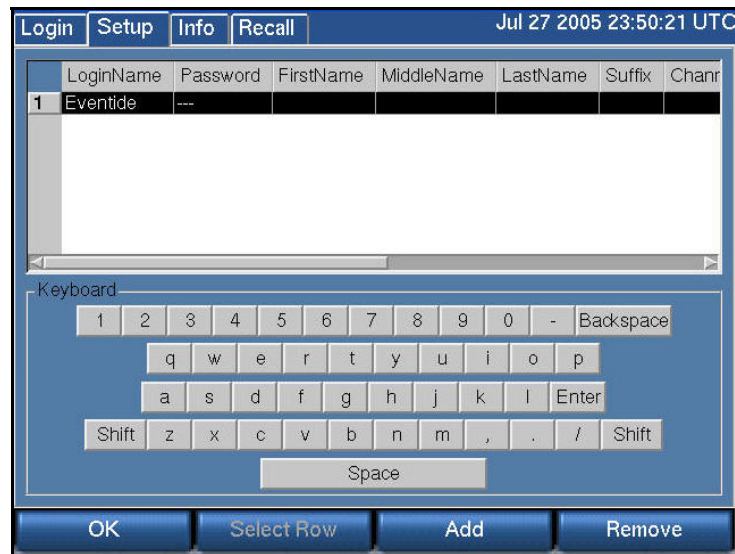 Login Setup Info Recall Jul 27 2005 23:50:21 UTC
LoginName Password FirstName MiddleName LastName Suffix Chanr
1 Eventide ---
Keyboard
1 2 3 4 5 6 7 8 9 0 - Backspace
q w e r t y u i o p
a s d f g h j k l Enter
Shift z x c v b n m , . / Shift
Space
OK Select Row Add Remove